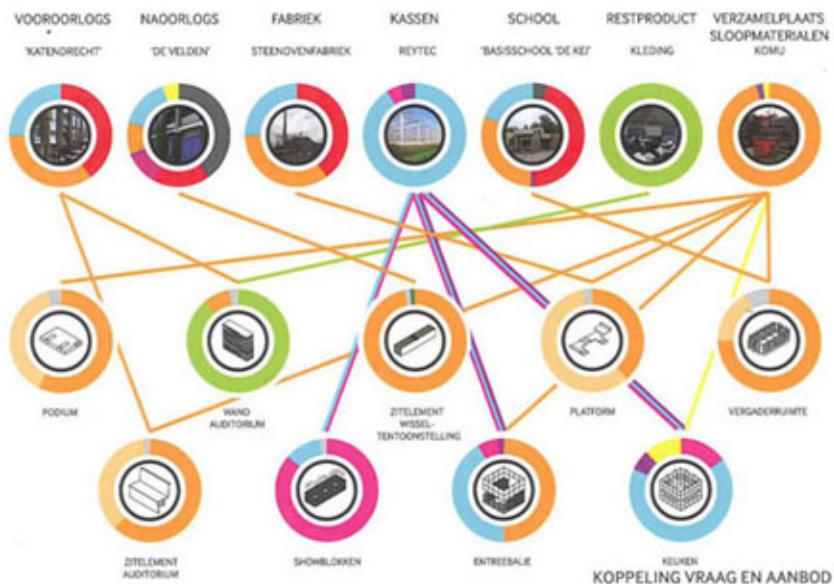 VOOROORLOGS
'KATENDRECHT'
NAOORLOGS
'DE VELDEN'
FABRIEK
STEENOVENFABRIEK
KASSEN
REYTEC
SCHOOL
'BASISSCHOOL 'DE KEI'
RESTPRODUCT
KLEDING
VERZAMELPLAATS
SLOOPMATERIALEN
KOMU
PODIUM
WAND
AUDITORIUM
ZITELEMENT
WISSEL-
TENTOONSTELLING
PLATFORM
VERGADERRUIMTE
ZITELEMENT
AUDITORIUM
SHOWBLOKKEN
ENTREEBALIE
KEUKEN
KOPPELING VRAAG EN AANBOD